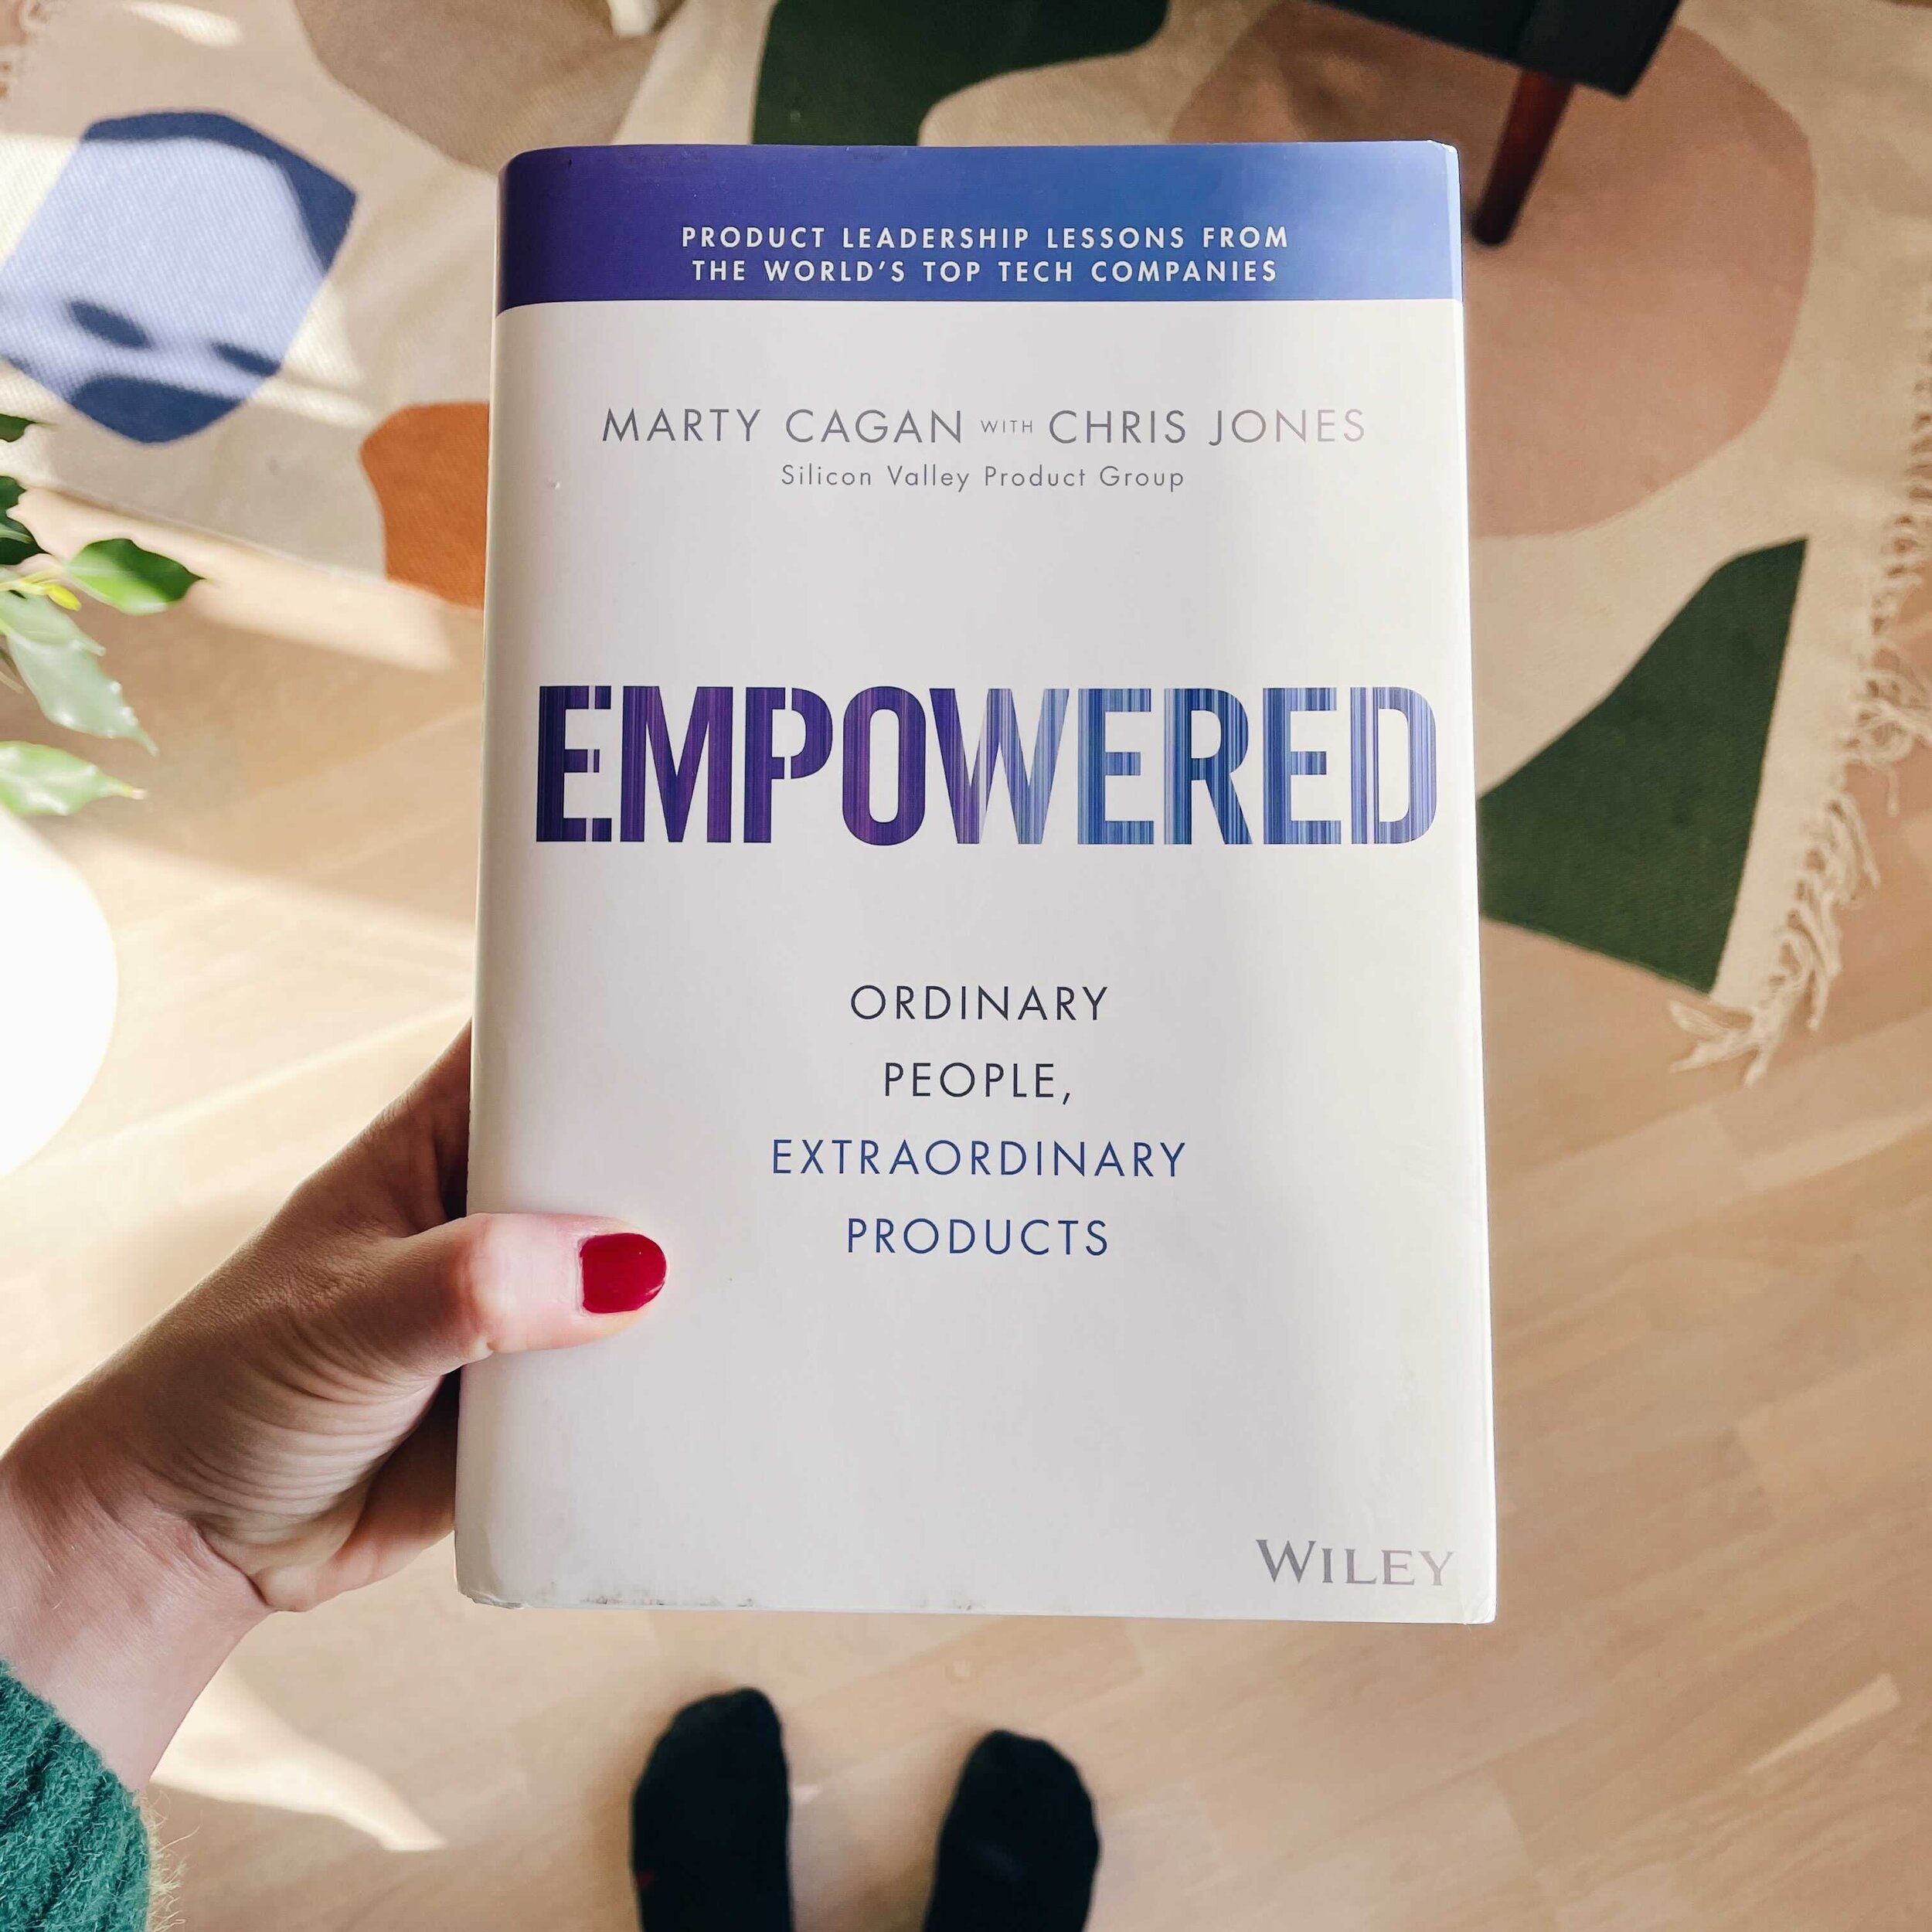 PRODUCT LEADERSHIP LESSONS FROM
THE WORLD'S TOP TECH COMPANIES
MARTY CAGAN WITH CHRIS JONES
Silicon Valley Product Group
EMPOWERED
ORDINARY
PEOPLE,
EXTRAORDINARY
PRODUCTS
WILEY